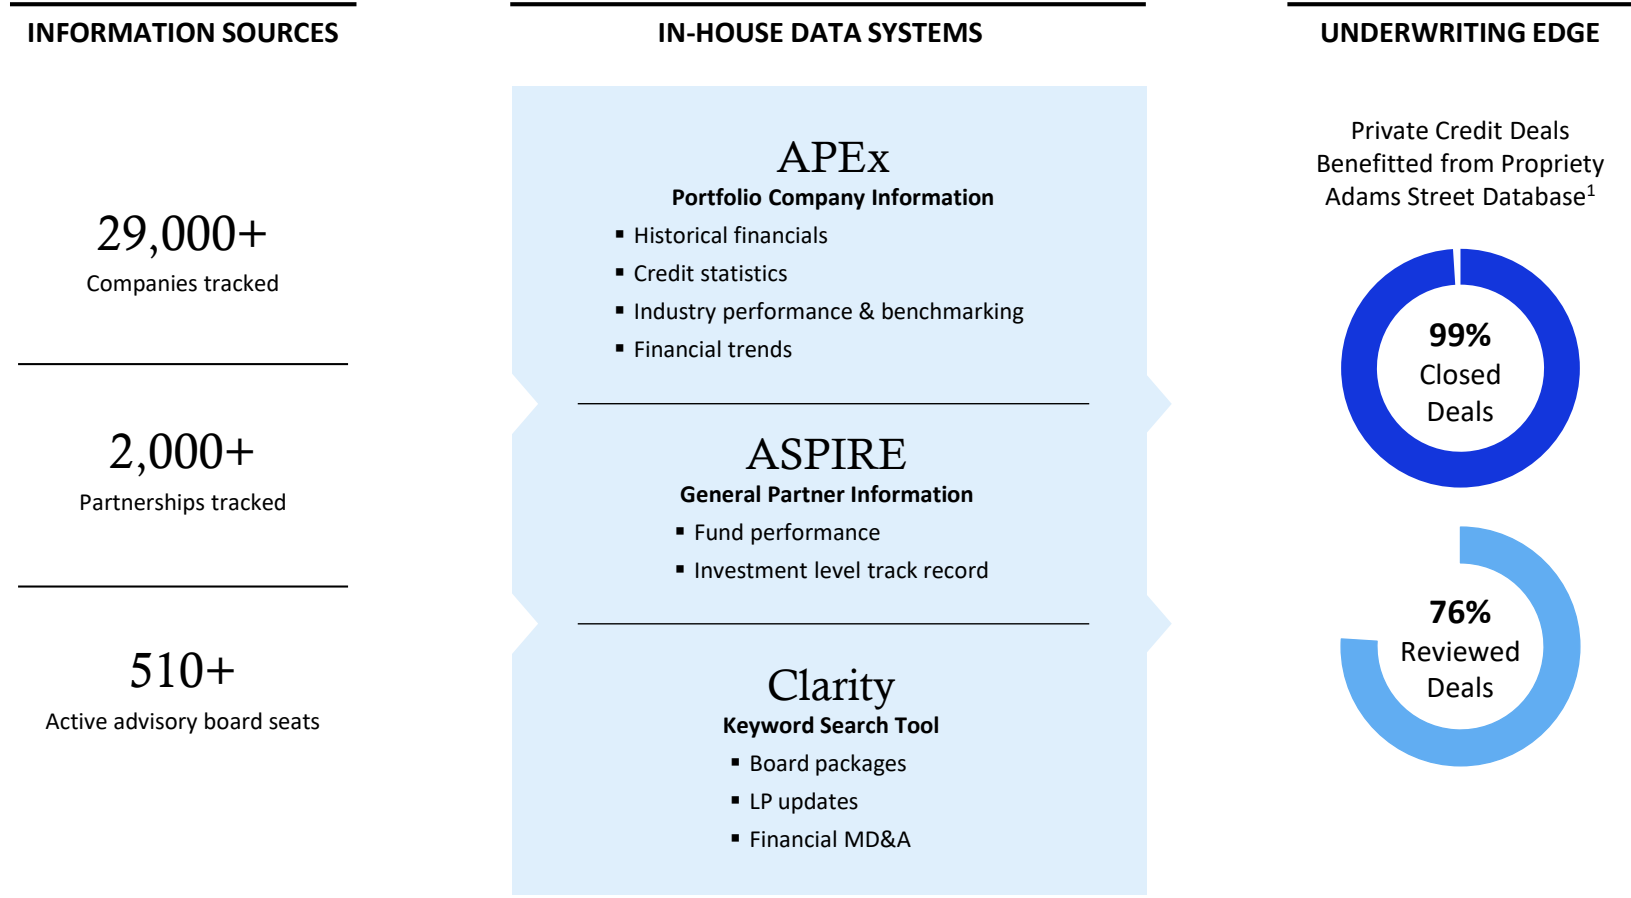 INFORMATION SOURCES
29,000+
Companies tracked
2,000+
Partnerships tracked
510+
Active advisory board seats
IN-HOUSE DATA SYSTEMS
APEx
Portfolio Company Information
▪ Historical financials
▪ Credit statistics
▪ Industry performance & benchmarking
▪ Financial trends
ASPIRE
General Partner Information
▪ Fund performance
▪ Investment level track record
Clarity
Keyword Search Tool
▪ Board packages
▪ LP updates
▪ Financial MD&A
UNDERWRITING EDGE
Private Credit Deals
Benefitted from Propriety
Adams Street Database¹
99%
Closed
Deals
76%
Reviewed
Deals